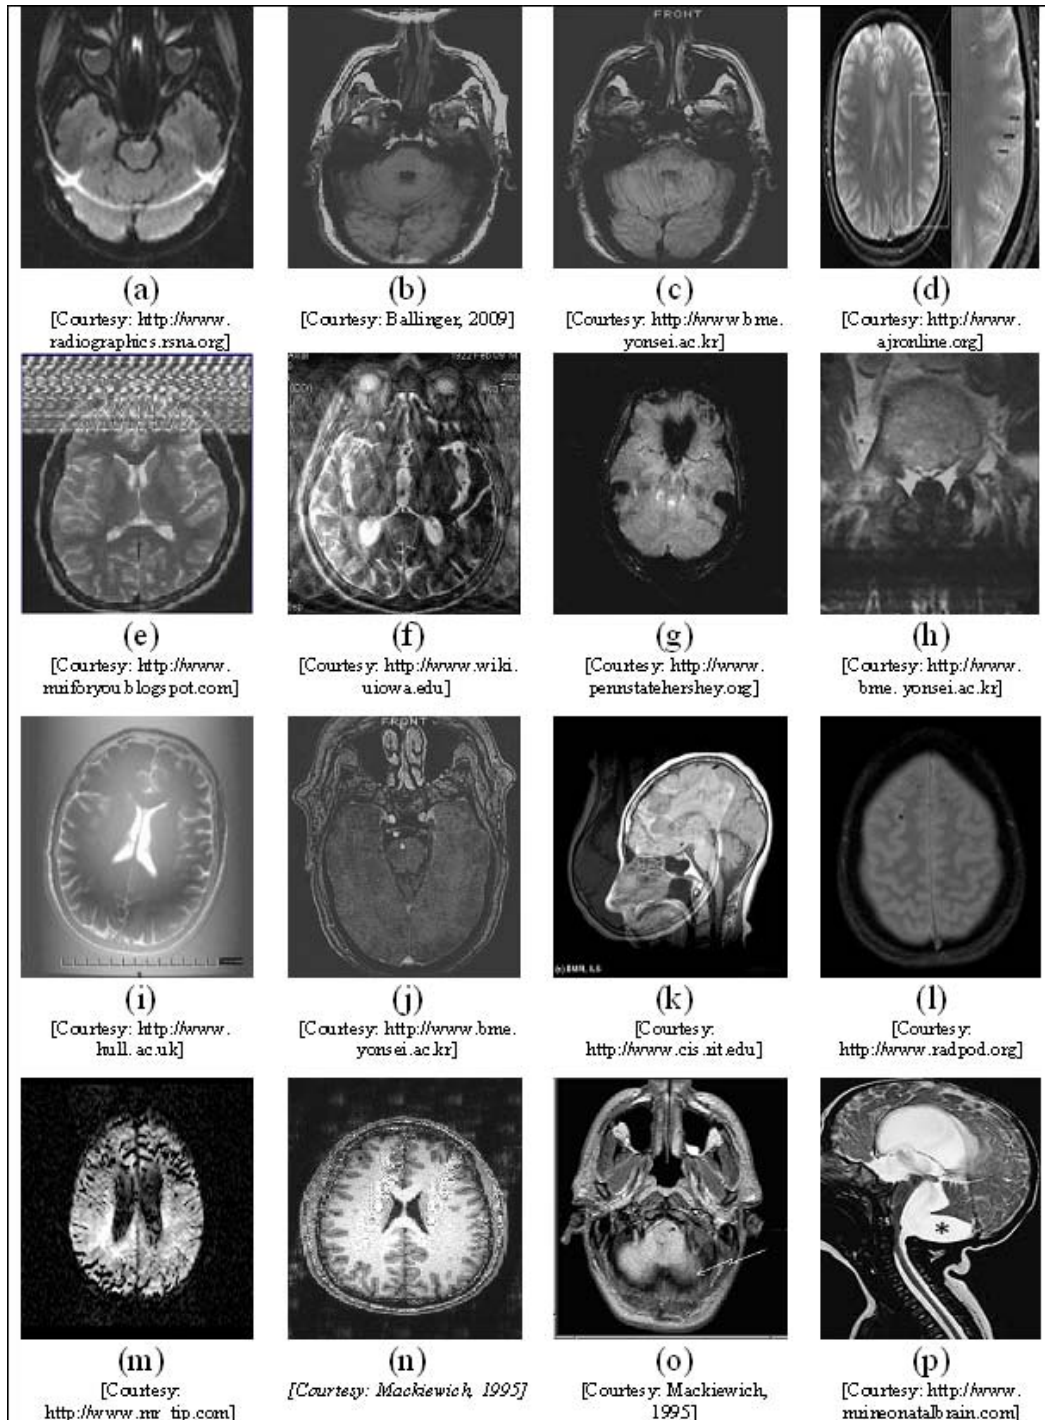 FRONT
(a)
(b)
(c)
(d)
[Courtesy: http://www.
radiographics.rsna.org]
[Courtesy: Ballinger, 2009]
[Courtesy: http://www.bme.
yonsei.ac.kr]
[Courtesy: http://www.
ajronline.org]
Axial
1922 Feb 09 M
(e)
(f)
(g)
(h)
[Courtesy: http://www.
mriforyou.blogspot.com]
[Courtesy: http://www.wiki.
uiowa.edu]
[Courtesy: http://www.
pennstatehershey.org]
[Courtesy: http://www.
bme. yonsei.ac.kr]
FRONT
(i)
(j)
(k)
(l)
[Courtesy: http://www.
hull. ac.uk]
[Courtesy: http://www.bme.
yonsei.ac.kr]
[Courtesy:
http://www.cis.rit.edu]
[Courtesy:
http://www.radpod.org]
*
(m)
(n)
(o)
(p)
[Courtesy:
http://www.mr_tip.com]
[Courtesy: Mackiewich, 1995]
[Courtesy: Mackiewich,
1995]
[Courtesy: http://www.
mrineonatalbrain.com]